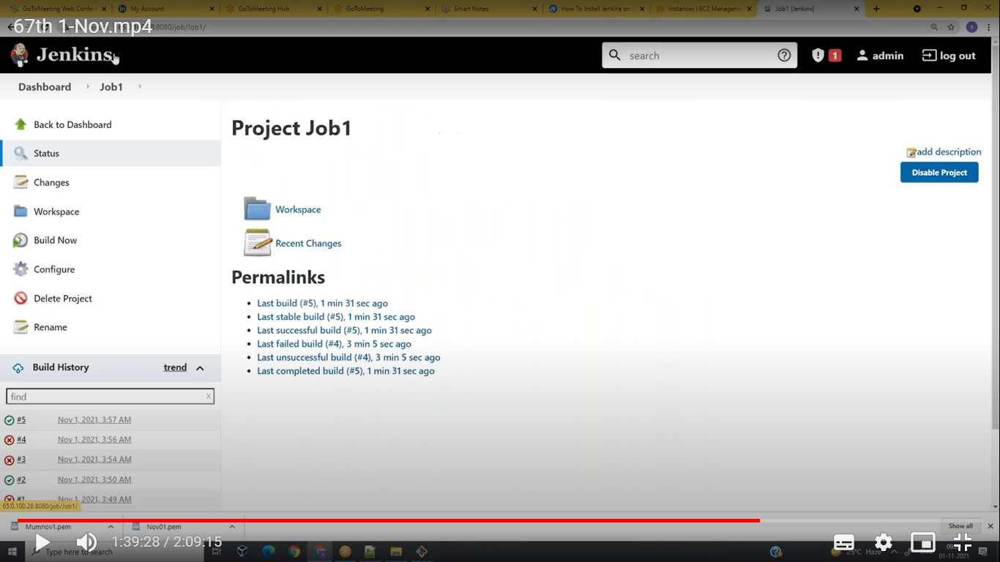 GoToMeeting Web Confer
My Account
GoToMeeting Hub
GoToMeeting
Smart Notes
How To Install Jenkins on
Instances | EC2 Managem
Job1 [Jenkins]
67th 1-Nov.mp4
:8080/job/Job1/
Jenkins
search
1
admin
log out
Dashboard
Job1
Back to Dashboard
Status
Changes
Workspace
Build Now
Configure
Delete Project
Rename
Build History
trend
find
x
#5 Nov 1, 2021, 3:57 AM
#4 Nov 1, 2021, 3:56 AM
#3 Nov 1, 2021, 3:54 AM
#2 Nov 1, 2021, 3:50 AM
#1 Nov 1, 2021, 3:49 AM
65.0.100.28:8080/job/Job1/
Project Job1
add description
Disable Project
Workspace
Recent Changes
Permalinks
Last build (#5), 1 min 31 sec ago
Last stable build (#5), 1 min 31 sec ago
Last successful build (#5), 1 min 31 sec ago
Last failed build (#4), 3 min 5 sec ago
Last unsuccessful build (#4), 3 min 5 sec ago
Last completed build (#5), 1 min 31 sec ago
Mumnov1.pem
Nov01.pem
Show all
1:39:28 / 2:09:15
Type here to search
25°C Haze
01-11-2021